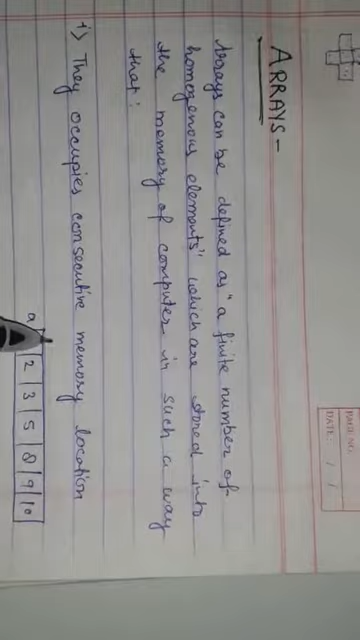 PAGE NO.
DATE: / /
ARRAYS-
Arrays can be defined as "a finite number of
homogenous elements" which are stored into
the memory of computer in such a way
that:
1) They occupies consecutive memory location
a 2 3 5 8 9 10